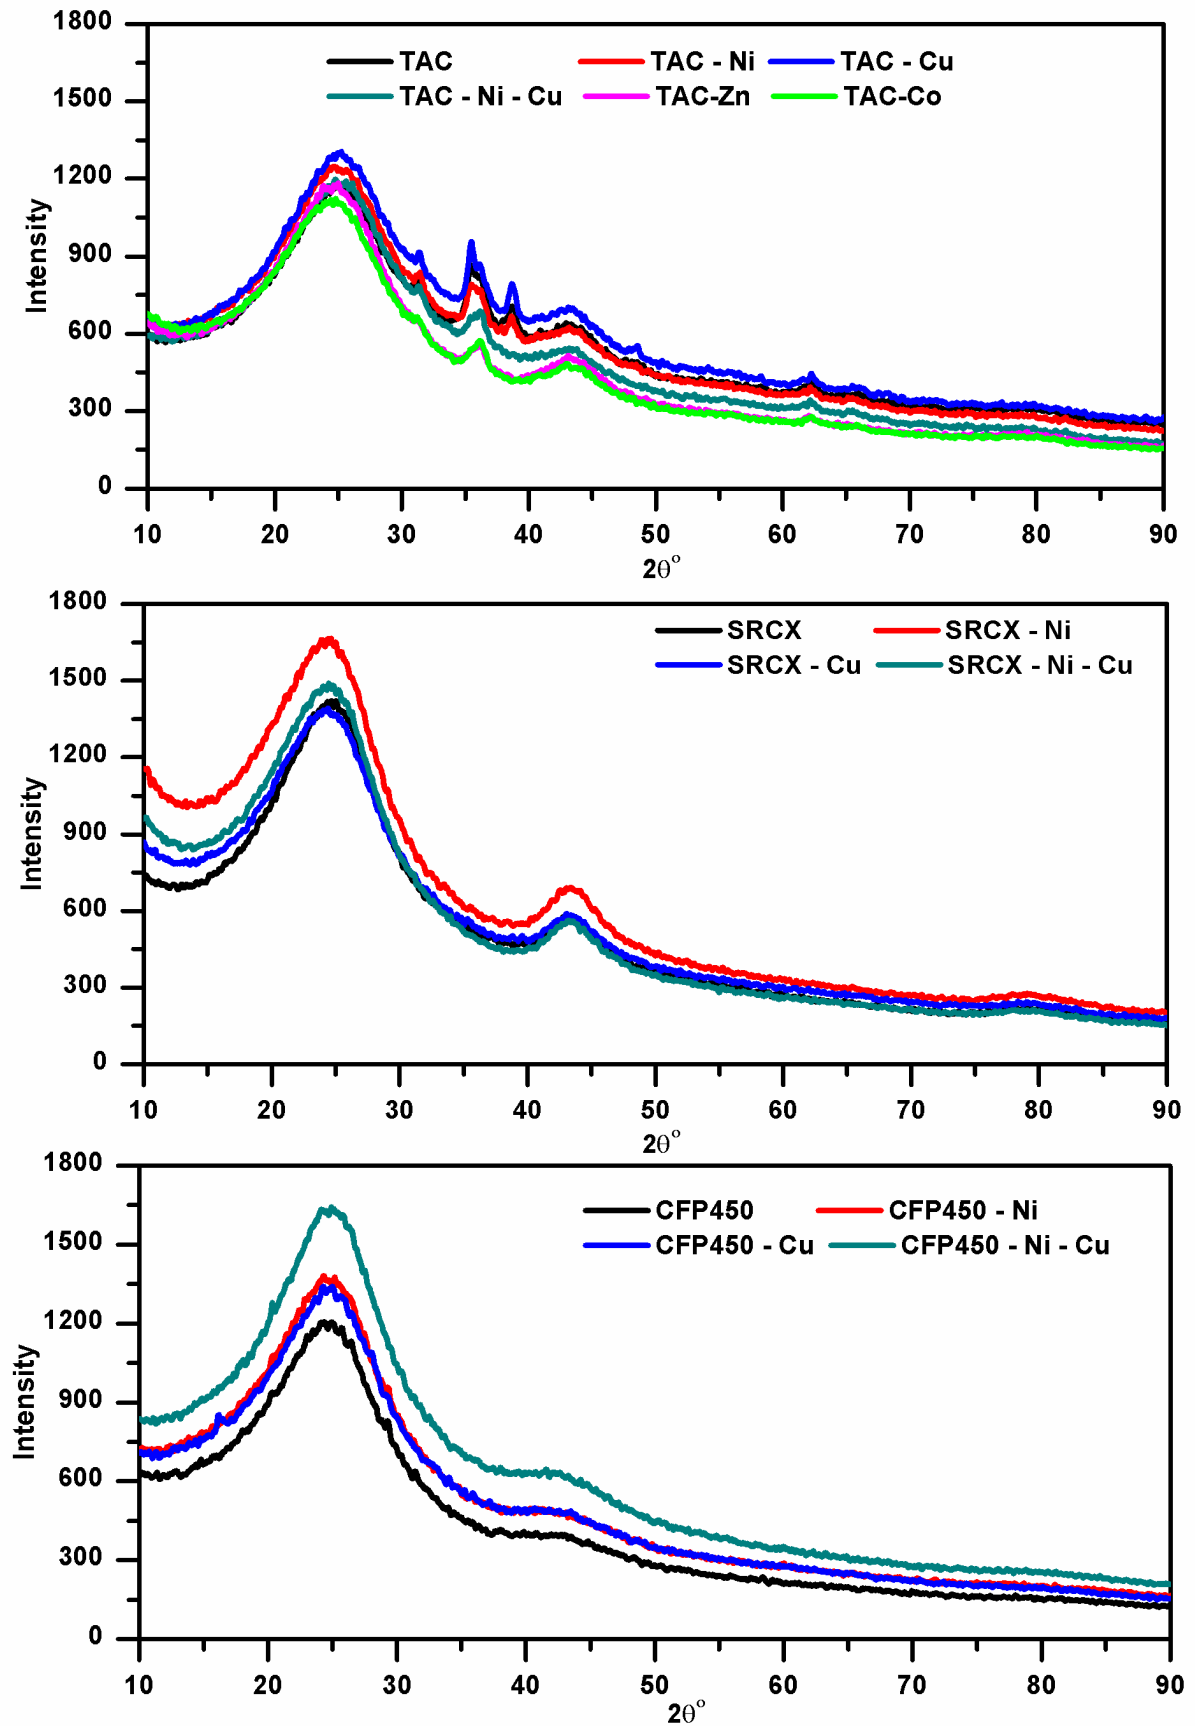 1800
1500
1200
900
600
300
0
Intensity
TAC TAC - Ni TAC - Cu
TAC - Ni - Cu TAC-Zn TAC-Co
10 20 30 40 50 60 70 80 90
2θ°
1800
1500
1200
900
600
300
0
Intensity
SRCX SRCX - Ni
SRCX - Cu SRCX - Ni - Cu
10 20 30 40 50 60 70 80 90
2θ°
1800
1500
1200
900
600
300
0
Intensity
CFP450 CFP450 - Ni
CFP450 - Cu CFP450 - Ni - Cu
10 20 30 40 50 60 70 80 90
2θ°